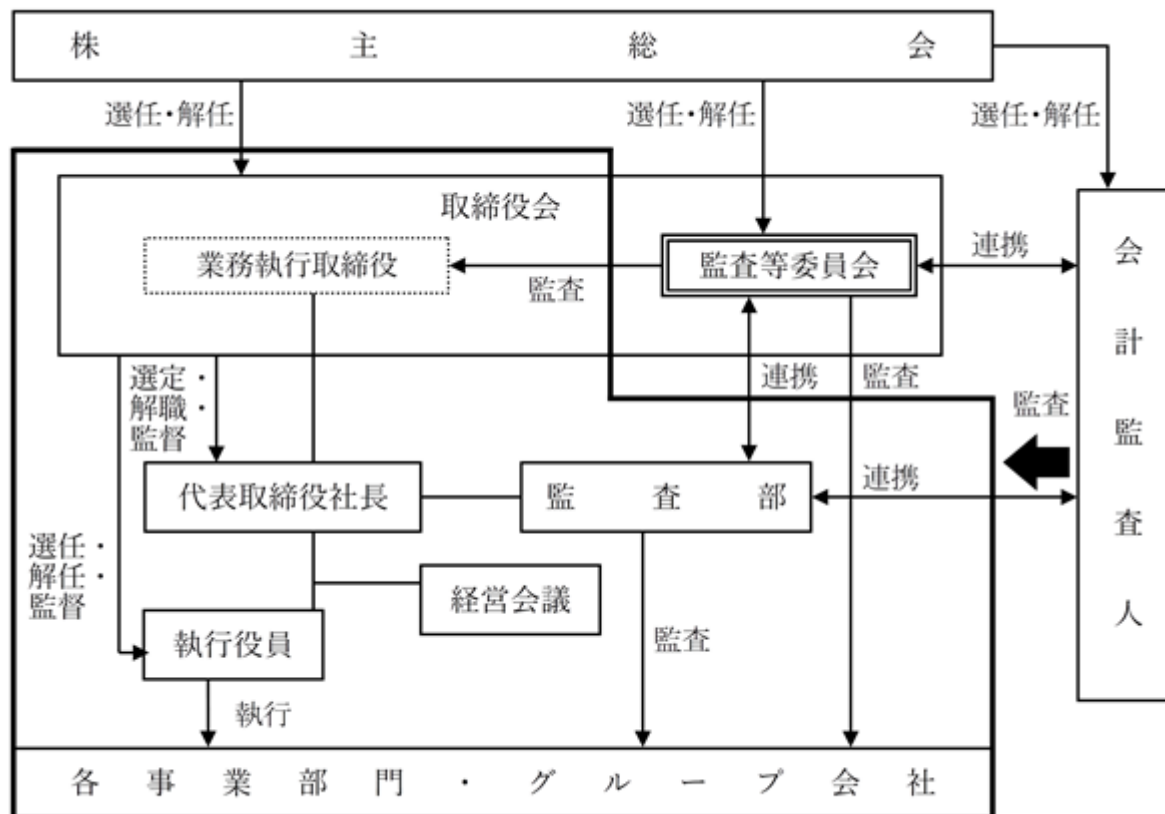 株主総会
選任・解任
選任・解任
選任・解任
取締役会
業務執行取締役
監査
監査等委員会
連携
会計監査人
選定・
解職・
監督
連携
監査
監査
代表取締役社長
監査部
連携
選任・
解任・
監督
経営会議
執行役員
監査
執行
各事業部門・グループ会社